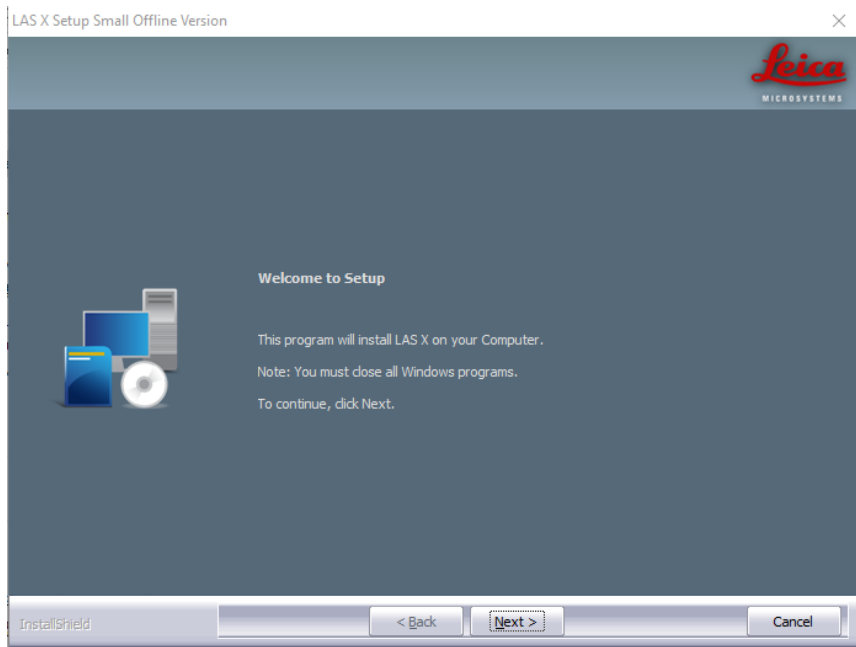 LAS X Setup Small Offline Version
Leica
MICROSYSTEMS
Welcome to Setup
This program will install LAS X on your Computer.
Note: You must close all Windows programs.
To continue, click Next.
InstallShield
< Back
Next >
Cancel